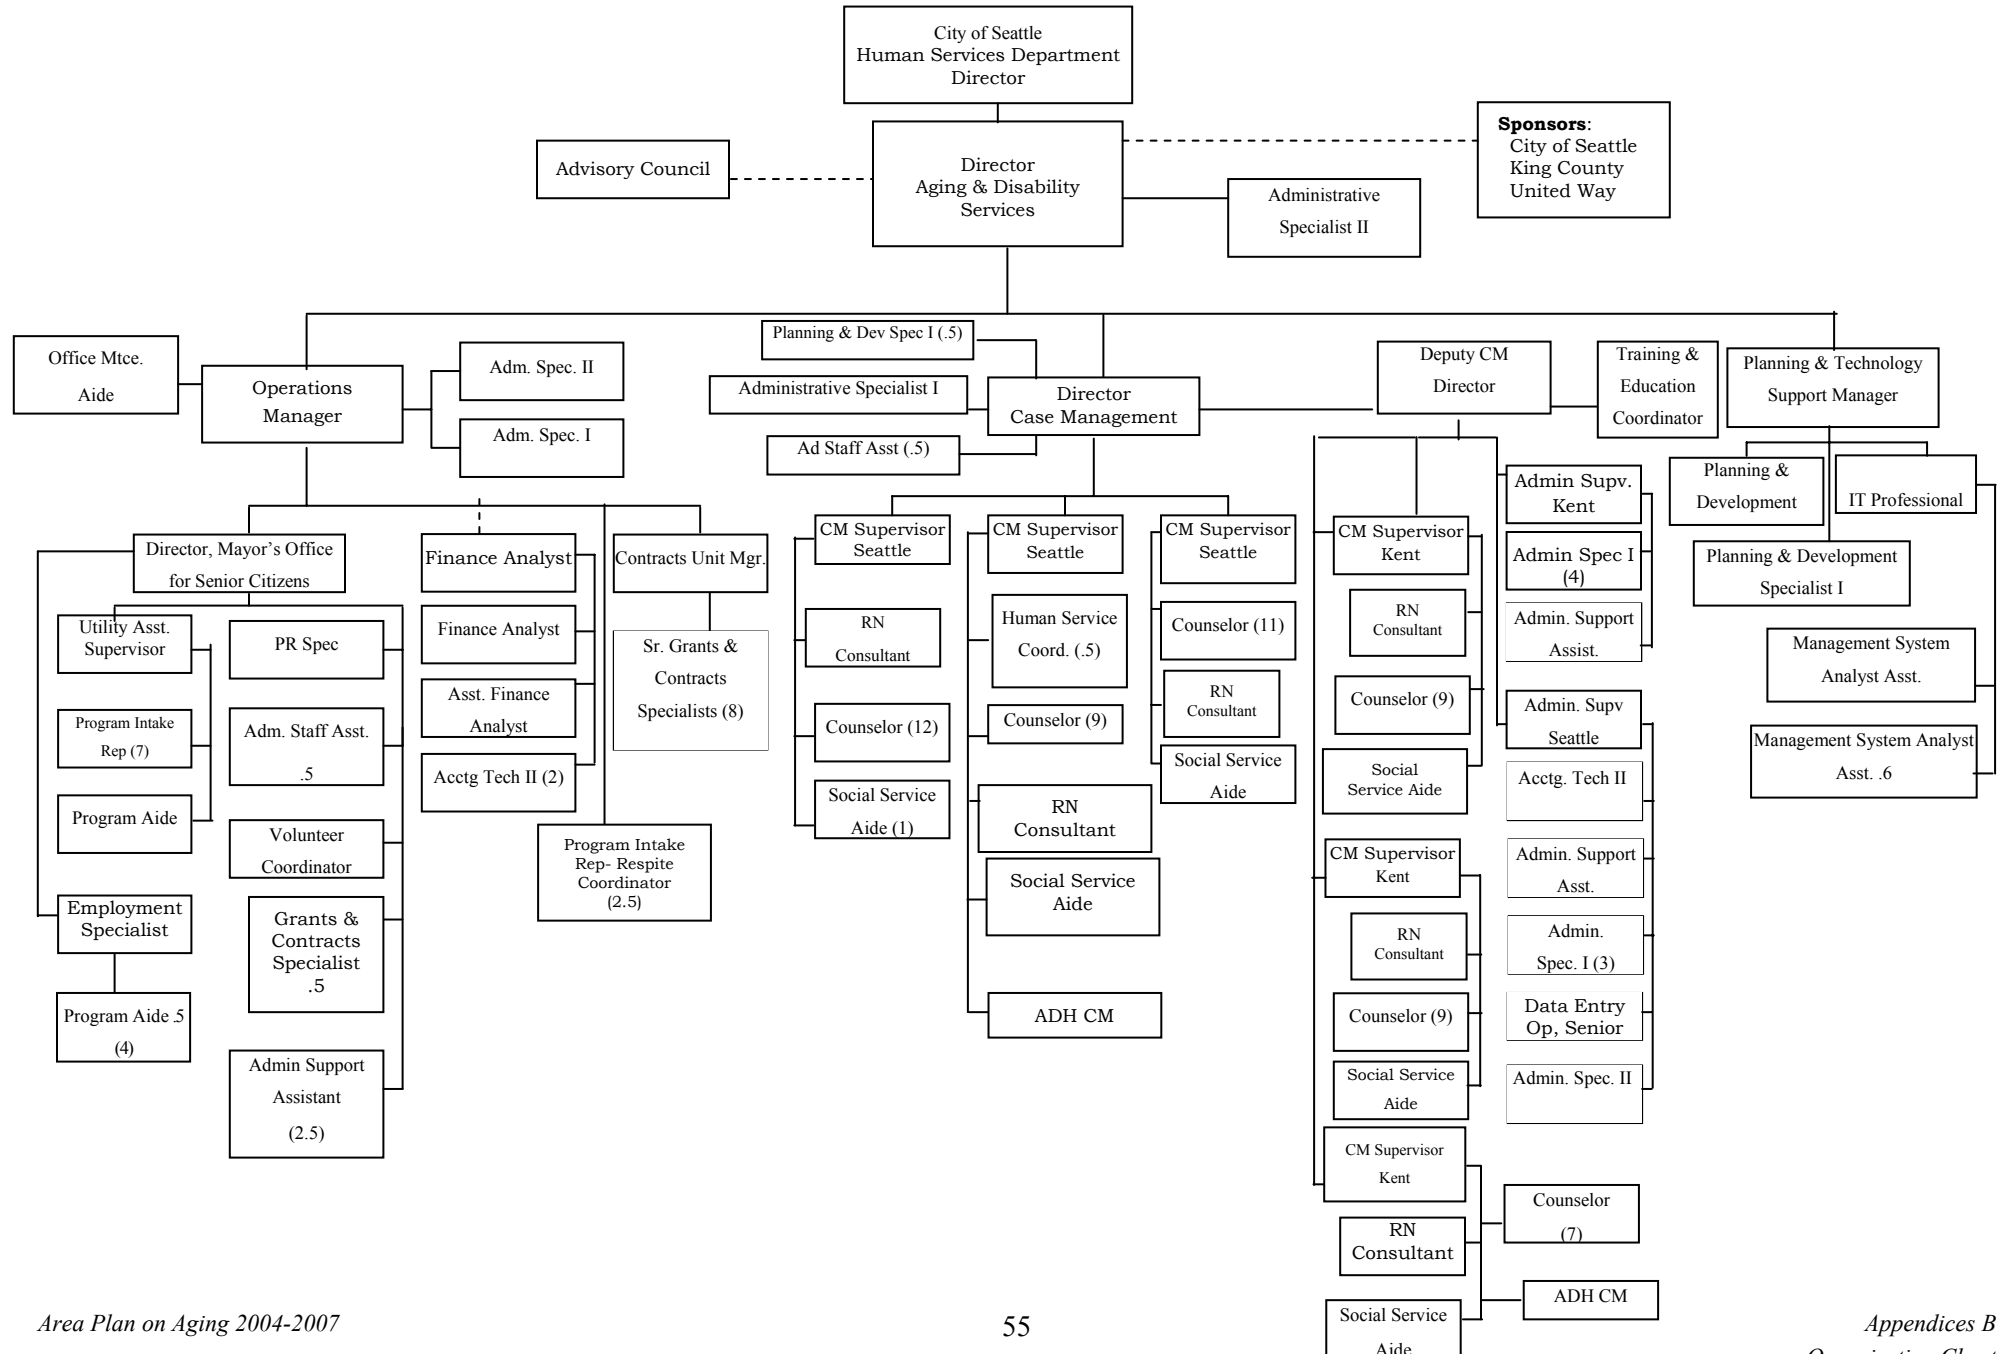 City of Seattle
Human Services Department
Director
Sponsors:
City of Seattle
King County
United Way
Advisory Council
Director
Aging & Disability
Services
Administrative
Specialist II
Office Mtce.
Aide
Operations
Manager
Adm. Spec. II
Adm. Spec. I
Planning & Dev Spec I (.5)
Administrative Specialist I
Ad Staff Asst (.5)
Director
Case Management
Deputy CM
Director
Training &
Education
Coordinator
Planning & Technology
Support Manager
Planning &
Development
IT Professional
Planning & Development
Specialist I
Management System
Analyst Asst.
Management System Analyst
Asst. .6
Director, Mayor’s Office
for Senior Citizens
Utility Asst.
Supervisor
Program Intake
Rep (7)
Program Aide
Employment
Specialist
Program Aide .5
(4)
PR Spec
Adm. Staff Asst.
.5
Volunteer
Coordinator
Grants &
Contracts
Specialist
.5
Admin Support
Assistant
(2.5)
Finance Analyst
Finance Analyst
Asst. Finance
Analyst
Acctg Tech II (2)
Program Intake
Rep- Respite
Coordinator
(2.5)
Contracts Unit Mgr.
Sr. Grants &
Contracts
Specialists (8)
CM Supervisor
Seattle
RN
Consultant
Counselor (12)
Social Service
Aide (1)
CM Supervisor
Seattle
Human Service
Coord. (.5)
Counselor (9)
RN
Consultant
Social Service
Aide
ADH CM
CM Supervisor
Seattle
Counselor (11)
RN
Consultant
Social Service
Aide
CM Supervisor
Kent
RN
Consultant
Counselor (9)
Social
Service Aide
CM Supervisor
Kent
RN
Consultant
Counselor (9)
Social Service
Aide
CM Supervisor
Kent
RN
Consultant
Social Service
Aide
Counselor
(7)
ADH CM
Admin Supv.
Kent
Admin Spec I
(4)
Admin. Support
Assist.
Admin. Supv
Seattle
Acctg. Tech II
Admin. Support
Asst.
Admin.
Spec. I (3)
Data Entry
Op, Senior
Admin. Spec. II
Area Plan on Aging 2004-2007
55
Appendices B